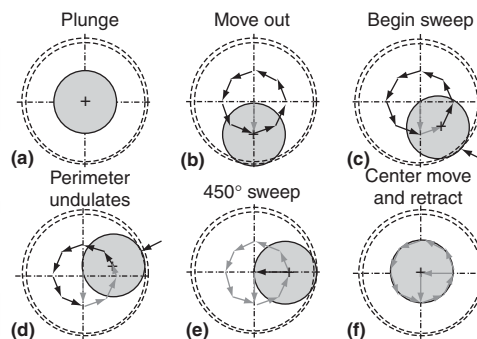 Plunge
Move out
Begin sweep
(a)
(b)
(c)
Perimeter
undulates
450° sweep
Center move
and retract
(d)
(e)
(f)